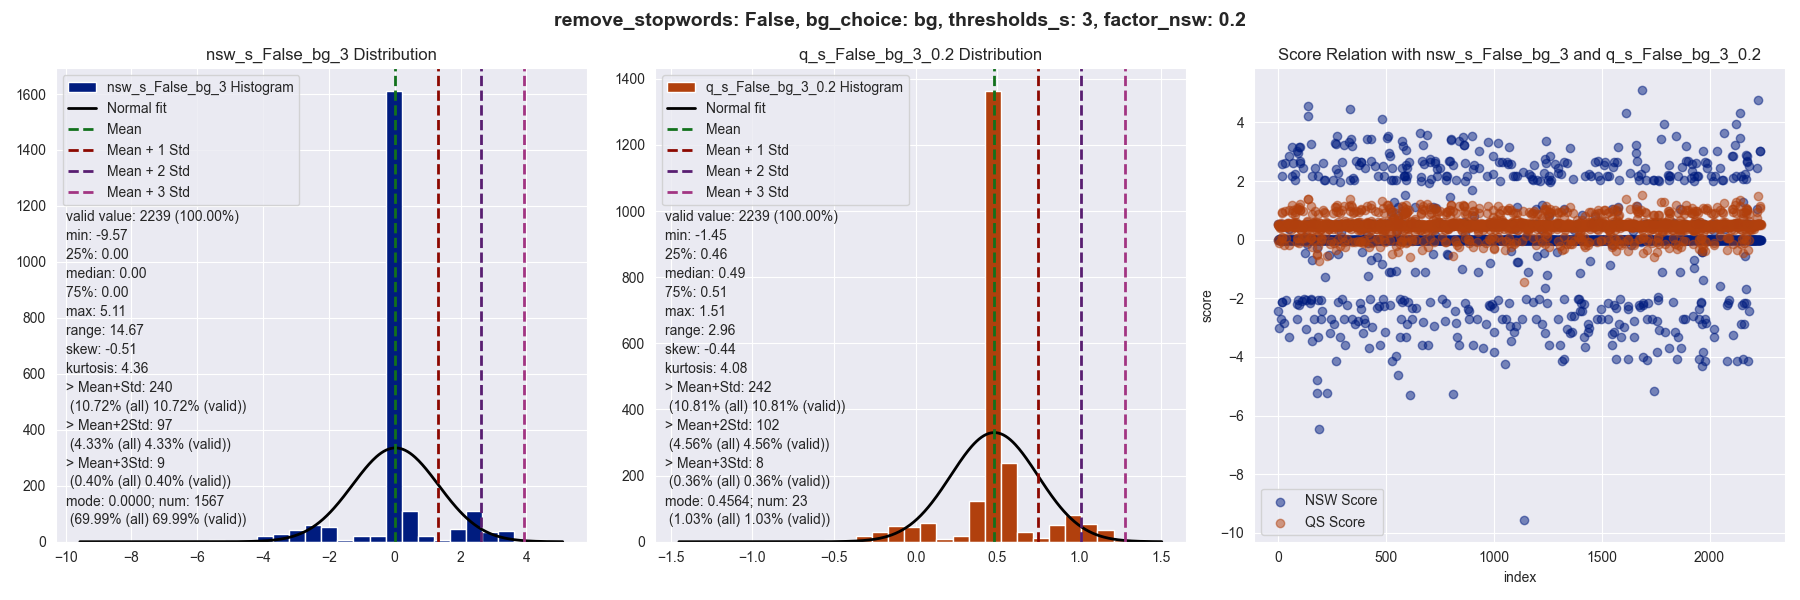 remove_stopwords: False, bg_choice: bg, thresholds_s: 3, factor_nsw: 0.2
nsw_s_False_bg_3 Distribution
nsw_s_False_bg_3 Histogram
Normal fit
Mean
Mean + 1 Std
Mean + 2 Std
Mean + 3 Std
valid value: 2239 (100.00%)
min: -9.57
25%: 0.00
median: 0.00
75%: 0.00
max: 5.11
range: 14.67
skew: -0.51
kurtosis: 4.36
> Mean+Std: 240
(10.72% (all) 10.72% (valid))
> Mean+2Std: 97
(4.33% (all) 4.33% (valid))
> Mean+3Std: 9
(0.40% (all) 0.40% (valid))
mode: 0.0000; num: 1567
(69.99% (all) 69.99% (valid))
1600
1400
1200
1000
800
600
400
200
0
−10 −8 −6 −4 −2 0 2 4
q_s_False_bg_3_0.2 Distribution
q_s_False_bg_3_0.2 Histogram
Normal fit
Mean
Mean + 1 Std
Mean + 2 Std
Mean + 3 Std
valid value: 2239 (100.00%)
min: -1.45
25%: 0.46
median: 0.49
75%: 0.51
max: 1.51
range: 2.96
skew: -0.44
kurtosis: 4.08
> Mean+Std: 242
(10.81% (all) 10.81% (valid))
> Mean+2Std: 102
(4.56% (all) 4.56% (valid))
> Mean+3Std: 8
(0.36% (all) 0.36% (valid))
mode: 0.4564; num: 23
(1.03% (all) 1.03% (valid))
1400
1200
1000
800
600
400
200
0
−1.5 −1.0 −0.5 0.0 0.5 1.0 1.5
Score Relation with nsw_s_False_bg_3 and q_s_False_bg_3_0.2
score
4
2
0
−2
−4
−6
−8
−10
NSW Score
QS Score
0 500 1000 1500 2000
index